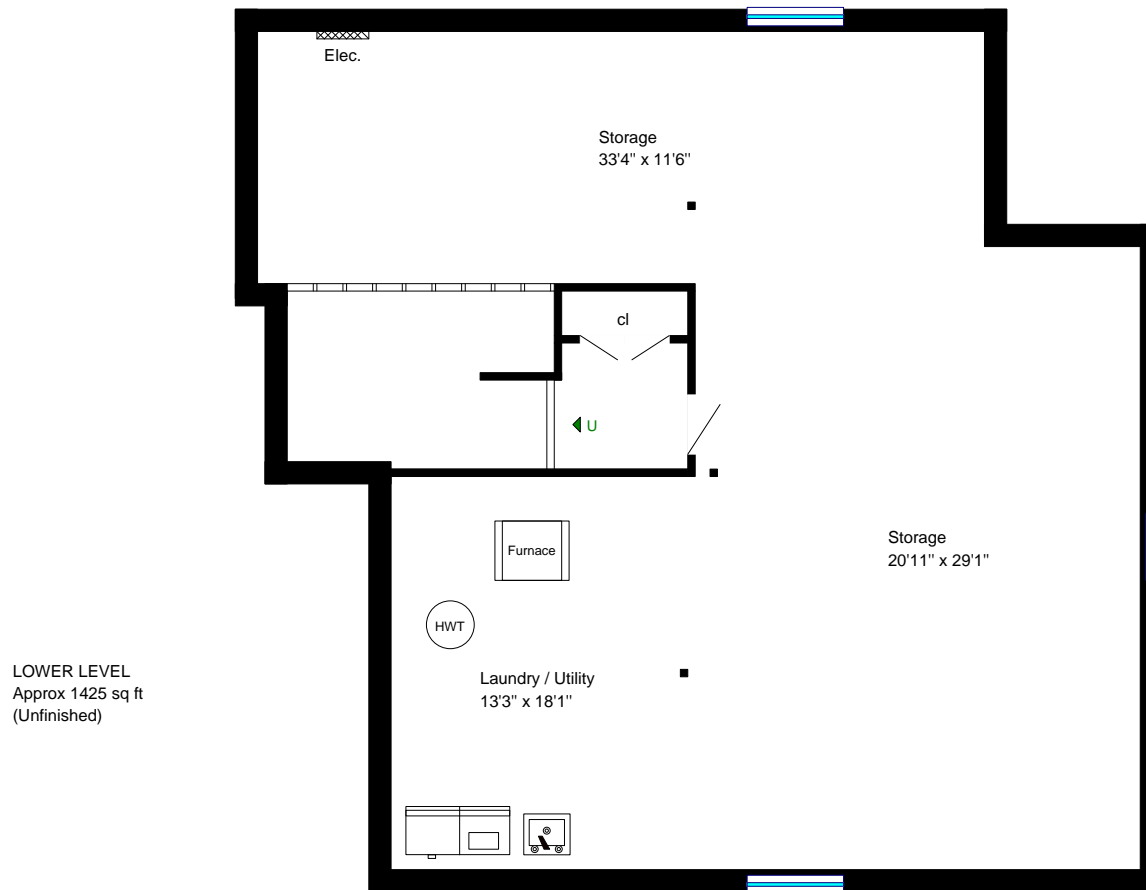 Elec.
Storage
33'4" x 11'6"
cl
U
Furnace
Storage
20'11" x 29'1"
HWT
Laundry / Utility
13'3" x 18'1"
LOWER LEVEL
Approx 1425 sq ft
(Unfinished)